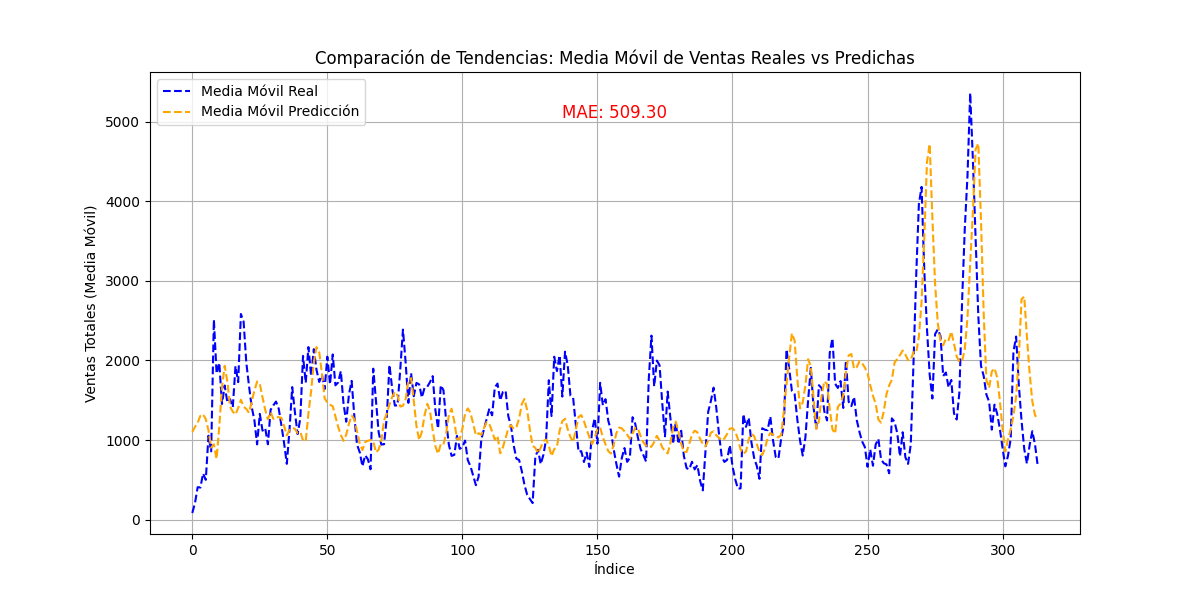 Comparación de Tendencias: Media Móvil de Ventas Reales vs Predichas
Media Móvil Real
Media Móvil Predicción
MAE: 509.30
Ventas Totales (Media Móvil)
5000
4000
3000
2000
1000
0
0 50 100 150 200 250 300
Índice